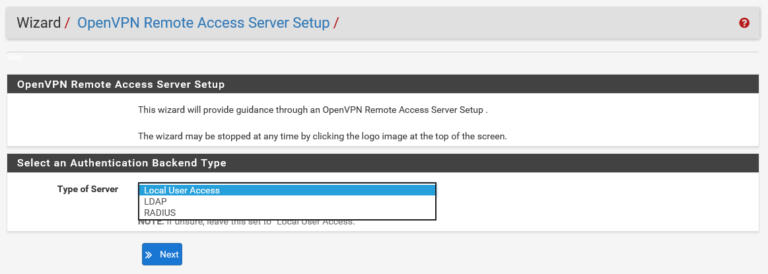 Wizard / OpenVPN Remote Access Server Setup /
OpenVPN Remote Access Server Setup
This wizard will provide guidance through an OpenVPN Remote Access Server Setup .
The wizard may be stopped at any time by clicking the logo image at the top of the screen.
Select an Authentication Backend Type
Type of Server
Local User Access
LDAP
RADIUS
NOTE: If unsure, leave this set to "Local User Access."
» Next